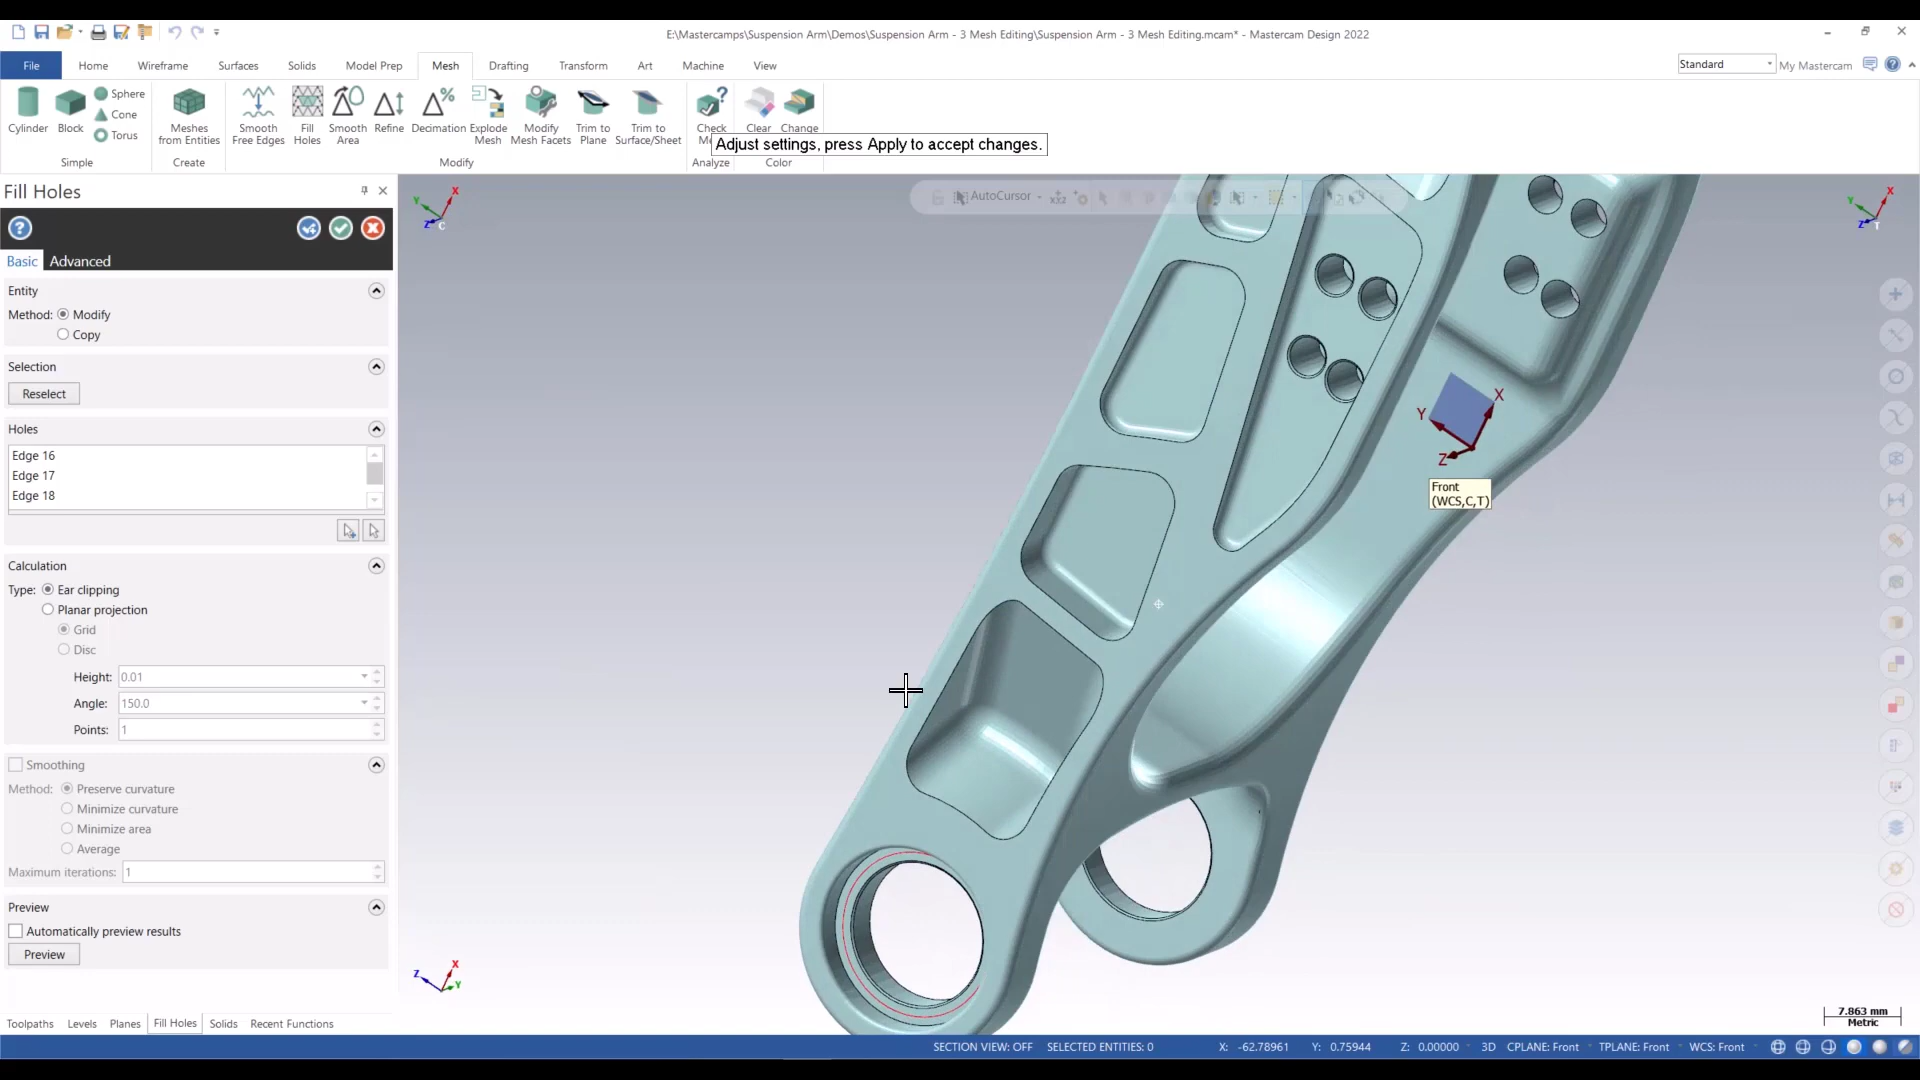 E:\Mastercamps\Suspension Arm\Demos\Suspension Arm - 3 Mesh Editing\Suspension Arm - 3 Mesh Editing.mcam* - Mastercam Design 2022
File Home Wireframe Surfaces Solids Model Prep Mesh Drafting Transform Art Machine View
Standard My Mastercam
Cylinder Block Sphere Cone Torus
Simple
Meshes from Entities
Create
Smooth Free Edges
Fill Holes
Smooth Area
Refine
Decimation
Explode Mesh
Modify Mesh Facets
Trim to Plane
Trim to Surface/Sheet
Modify
Check
Analyze
Clear
Change
Color
Adjust settings, press Apply to accept changes.
Fill Holes
Basic Advanced
Entity
Method: Modify
Copy
Selection
Reselect
Holes
Edge 16
Edge 17
Edge 18
Calculation
Type: Ear clipping
Planar projection
Grid
Disc
Height: 0.01
Angle: 150.0
Points: 1
Smoothing
Method: Preserve curvature
Minimize curvature
Minimize area
Average
Maximum iterations: 1
Preview
Automatically preview results
Preview
Toolpaths Levels Planes Fill Holes Solids Recent Functions
AutoCursor
X
Y
Z C
X
Y
Z T
X
Y
Z
Front
(WCS,C,T)
X
Z
Y
7.863 mm
Metric
SECTION VIEW: OFF SELECTED ENTITIES: 0 X: -62.78961 Y: 0.75944 Z: 0.00000 3D CPLANE: Front TPLANE: Front WCS: Front